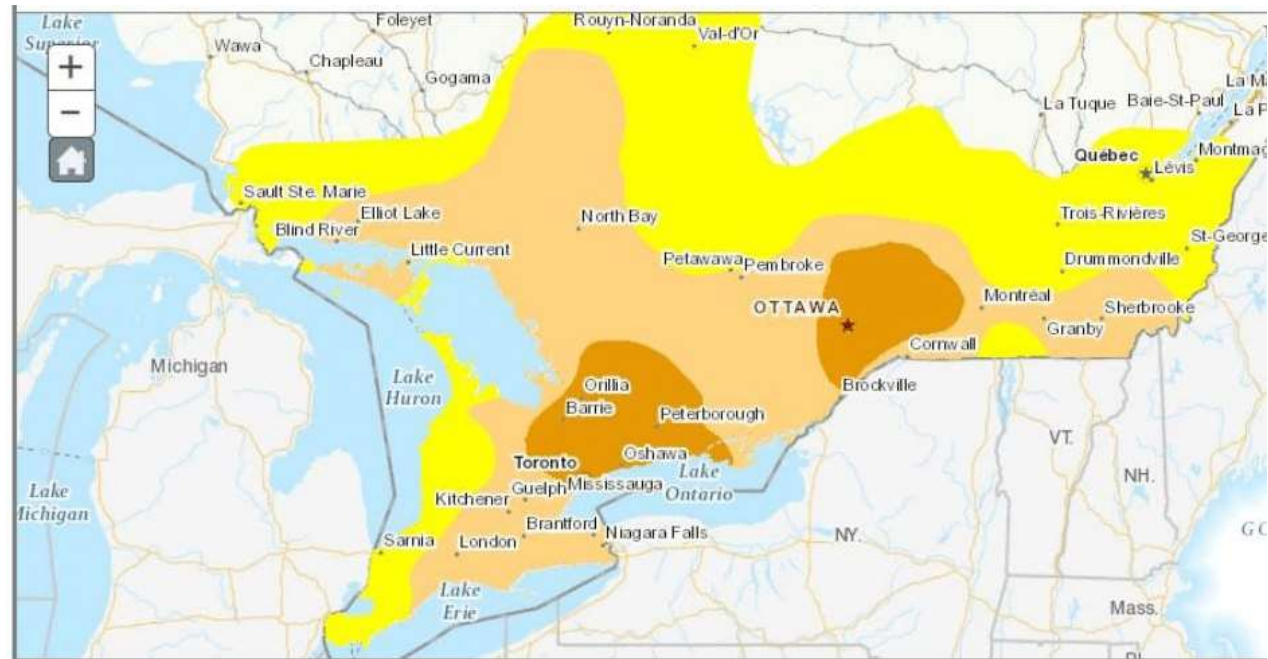 Lake
Superior
Foleyet
Rouyn-Noranda
Val-d'Or
Wawa
Chapleau
Gogama
+
−
La Tuque
Baie-St-Paul
La Ma
La P
Québec
Lévis
Montmag
Sault Ste. Marie
Elliot Lake
Blind River
North Bay
Trois-Rivières
Little Current
St-George
Petawawa
Pembroke
Drummondville
OTTAWA
Montréal
Sherbrooke
Granby
Cornwall
Michigan
Lake
Huron
Brockville
Orillia
Barrie
Peterborough
VT.
Toronto
Oshawa
Lake
Ontario
NH.
Guelph
Mississauga
Kitchener
Lake
Michigan
Brantford
Niagara Falls
NY.
Sarnia
London
G
Lake
Erie
Mass.